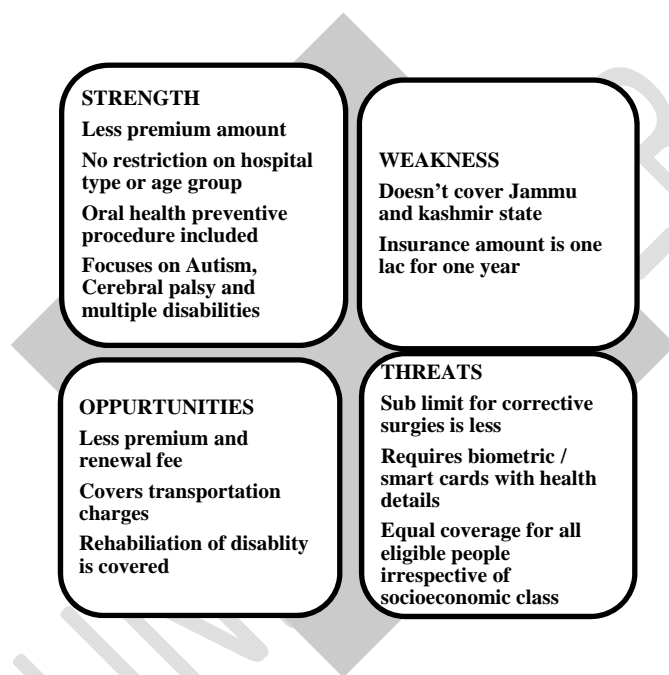 STRENGTH
Less premium amount
No restriction on hospital
type or age group
Oral health preventive
procedure included
Focuses on Autism,
Cerebral palsy and
multiple disabilities
WEAKNESS
Doesn't cover Jammu
and kashmir state
Insurance amount is one
lac for one year
OPPURTUNITIES
Less premium and
renewal fee
Covers transportation
charges
Rehabiliation of disablity
is covered
THREATS
Sub limit for corrective
surgies is less
Requires biometric /
smart cards with health
details
Equal coverage for all
eligible people
irrespective of
socioeconomic class